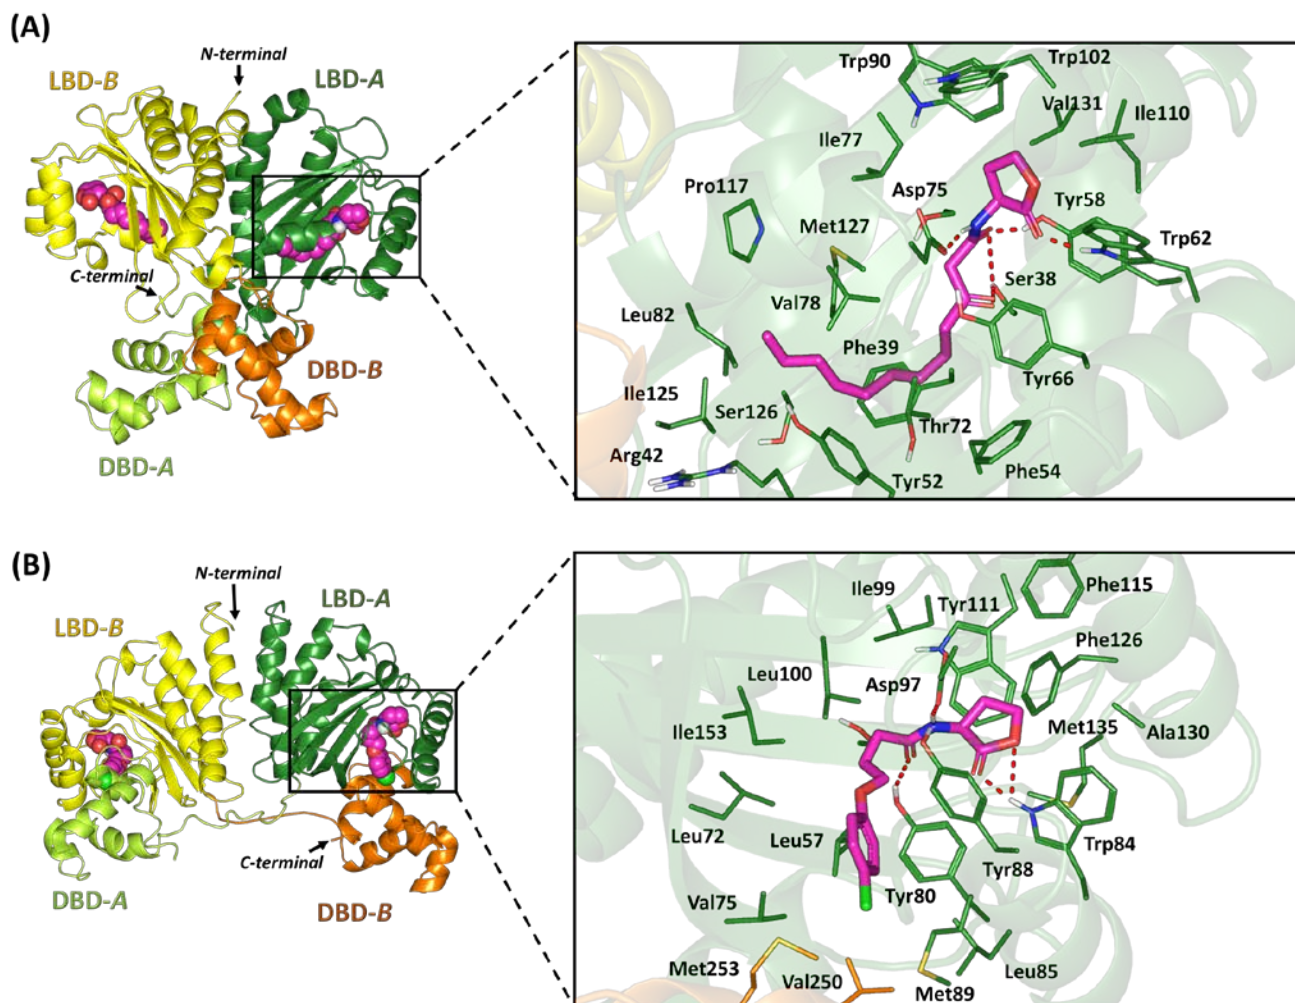 (A)
N-terminal
LBD-B
LBD-A
C-terminal
DBD-B
DBD-A
Trp90
Trp102
Val131
Ile110
Ile77
Pro117
Asp75
Tyr58
Met127
Trp62
Ser38
Val78
Leu82
Phe39
Tyr66
Ile125
Ser126
Thr72
Arg42
Tyr52
Phe54
(B)
N-terminal
LBD-A
LBD-B
C-terminal
DBD-A
DBD-B
Ile99
Tyr111
Phe115
Phe126
Leu100
Asp97
Ile153
Met135
Ala130
Leu72
Leu57
Trp84
Tyr88
Val75
Tyr80
Met253
Val250
Leu85
Met89